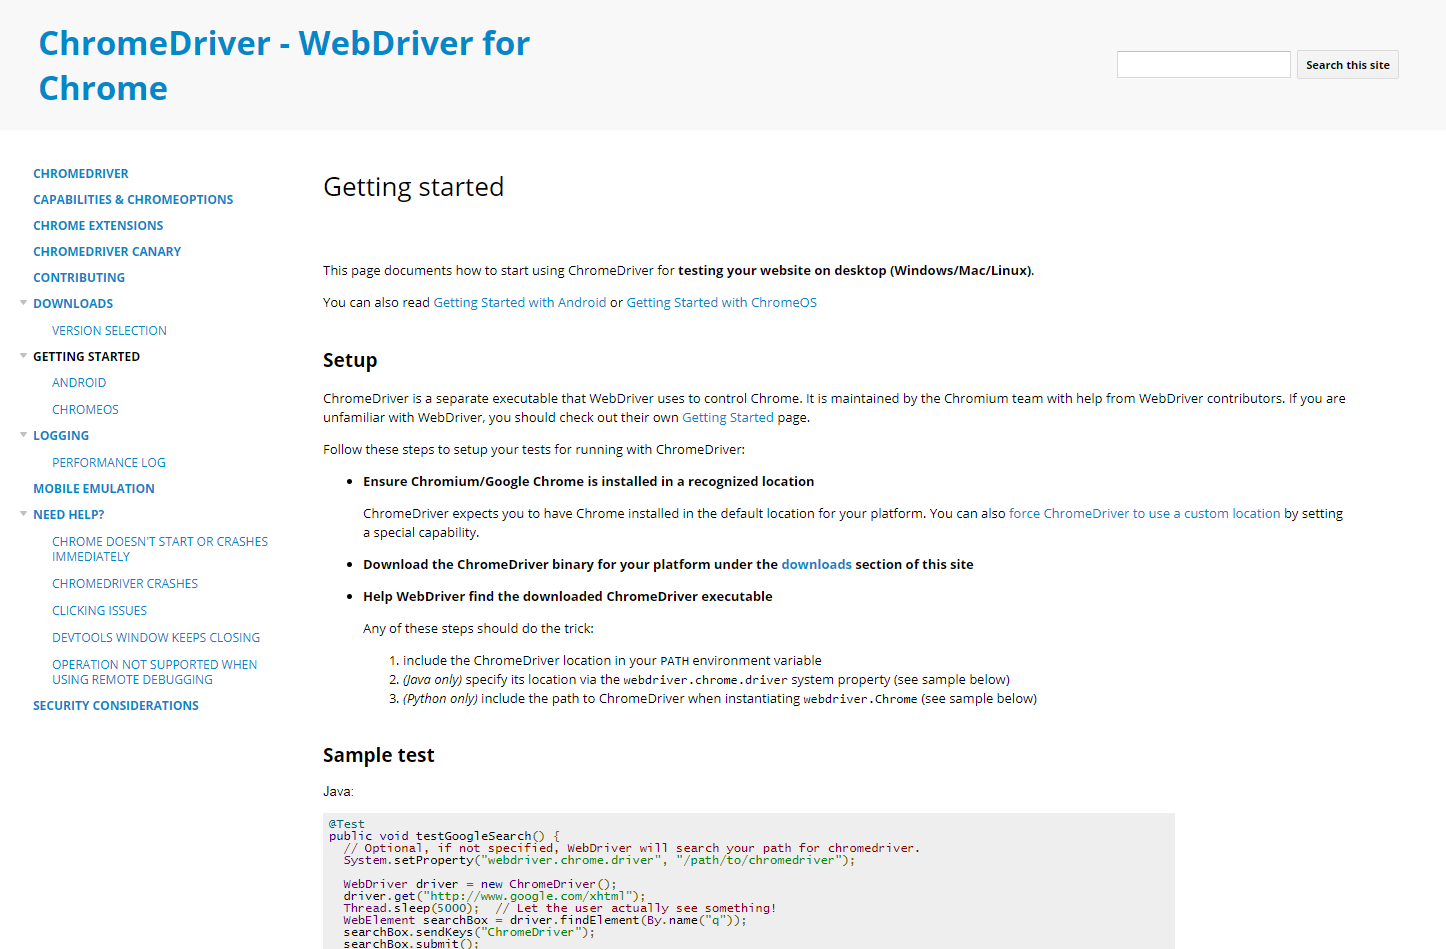 ChromeDriver - WebDriver for
Chrome
Search this site
CHROMEDRIVER
CAPABILITIES & CHROMEOPTIONS
CHROME EXTENSIONS
CHROMEDRIVER CANARY
CONTRIBUTING
DOWNLOADS
VERSION SELECTION
GETTING STARTED
ANDROID
CHROMEOS
LOGGING
PERFORMANCE LOG
MOBILE EMULATION
NEED HELP?
CHROME DOESN'T START OR CRASHES
IMMEDIATELY
CHROMEDRIVER CRASHES
CLICKING ISSUES
DEVTOOLS WINDOW KEEPS CLOSING
OPERATION NOT SUPPORTED WHEN
USING REMOTE DEBUGGING
SECURITY CONSIDERATIONS
Getting started
This page documents how to start using ChromeDriver for testing your website on desktop (Windows/Mac/Linux).
You can also read Getting Started with Android or Getting Started with ChromeOS
Setup
ChromeDriver is a separate executable that WebDriver uses to control Chrome. It is maintained by the Chromium team with help from WebDriver contributors. If you are
unfamiliar with WebDriver, you should check out their own Getting Started page.
Follow these steps to setup your tests for running with ChromeDriver:
• Ensure Chromium/Google Chrome is installed in a recognized location
ChromeDriver expects you to have Chrome installed in the default location for your platform. You can also force ChromeDriver to use a custom location by setting
a special capability.
• Download the ChromeDriver binary for your platform under the downloads section of this site
• Help WebDriver find the downloaded ChromeDriver executable
Any of these steps should do the trick:
1. include the ChromeDriver location in your PATH environment variable
2. (Java only) specify its location via the webdriver.chrome.driver system property (see sample below)
3. (Python only) include the path to ChromeDriver when instantiating webdriver.Chrome (see sample below)
Sample test
Java:
@Test
public void testGoogleSearch() {
// Optional, if not specified, WebDriver will search your path for chromedriver.
System.setProperty("webdriver.chrome.driver", "/path/to/chromedriver");
WebDriver driver = new ChromeDriver();
driver.get("http://www.google.com/xhtml");
Thread.sleep(5000);  // Let the user actually see something!
WebElement searchBox = driver.findElement(By.name("q"));
searchBox.sendKeys("ChromeDriver");
searchBox.submit();